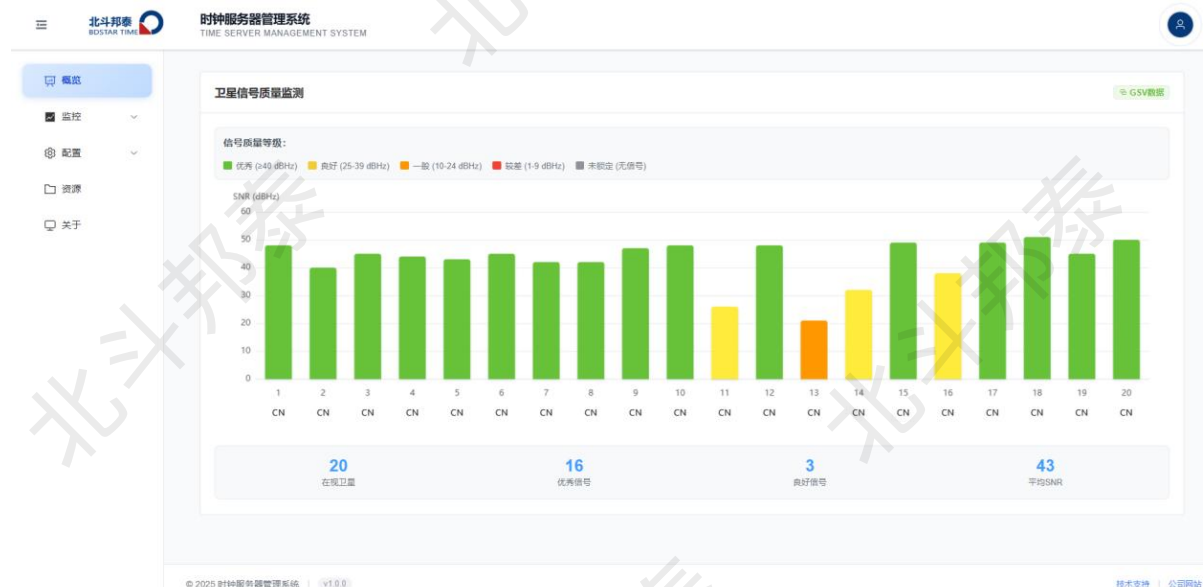 北斗邦泰
BDSTAR TIME
时钟服务器管理系统
TIME SERVER MANAGEMENT SYSTEM
概览
监控
配置
资源
关于
卫星信号质量监测
GSV数据
信号质量等级:
优秀 (≥40 dBHz) 良好 (25-39 dBHz) 一般 (10-24 dBHz) 较差 (1-9 dBHz) 未锁定 (无信号)
SNR (dBHz)
60
50
40
30
20
10
0
1 2 3 4 5 6 7 8 9 10 11 12 13 14 15 16 17 18 19 20
CN CN CN CN CN CN CN CN CN CN CN CN CN CN CN CN CN CN CN CN
20 16 3 43
在视卫星 优秀信号 良好信号 平均SNR
© 2025 时钟服务器管理系统 | v1.0.0
技术支持 | 公司网站
北斗邦泰
北斗邦泰